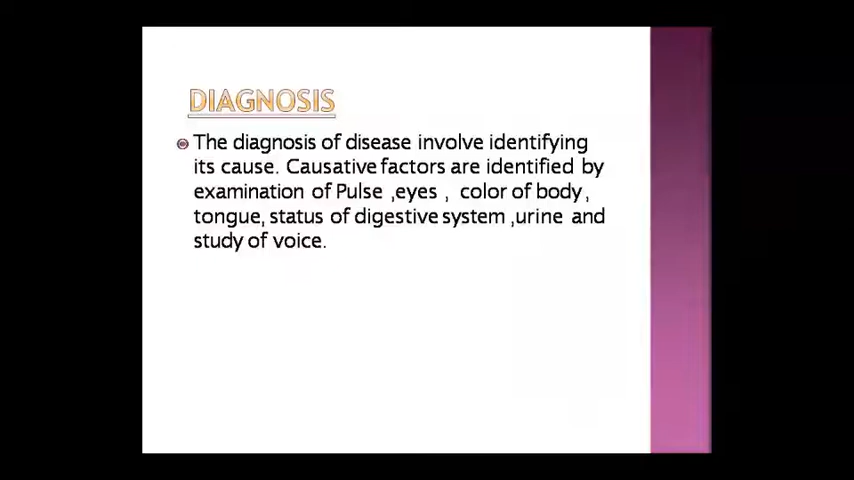 DIAGNOSIS
The diagnosis of disease involve identifying
its cause. Causative factors are identified by
examination of Pulse ,eyes , color of body ,
tongue, status of digestive system ,urine and
study of voice.